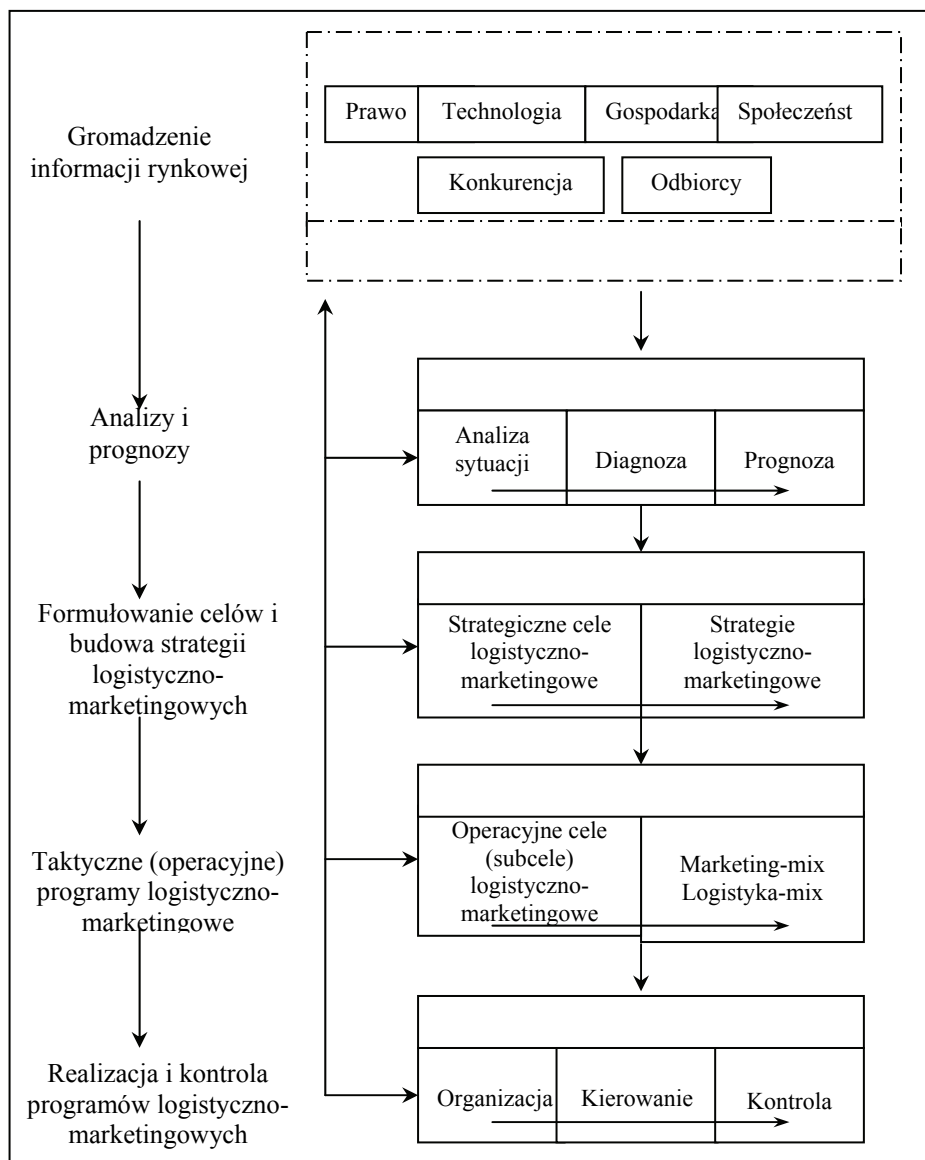 Gromadzenie
informacji rynkowej
Prawo
Technologia
Gospodarka
Społeczeńst
Konkurencja
Odbiorcy
Analizy i
prognozy
Analiza
sytuacji
Diagnoza
Prognoza
Formułowanie celów i
budowa strategii
logistyczno-
marketingowych
Strategiczne cele
logistyczno-
marketingowe
Strategie
logistyczno-
marketingowe
Taktyczne (operacyjne)
programy logistyczno-
marketingowe
Operacyjne cele
(subcele)
logistyczno-
marketingowe
Marketing-mix
Logistyka-mix
Realizacja i kontrola
programów logistyczno-
marketingowych
Organizacja
Kierowanie
Kontrola